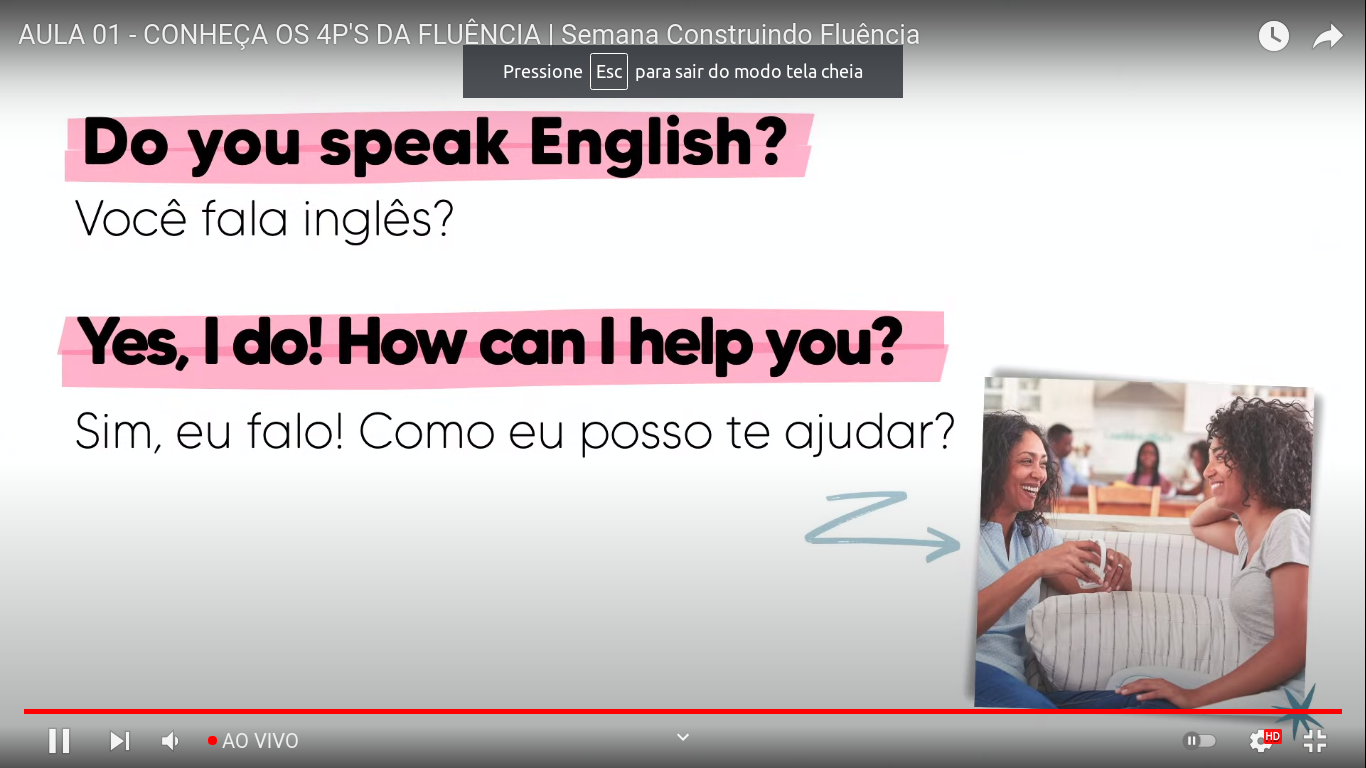 AULA 01 - CONHEÇA OS 4P'S DA FLUÊNCIA | Semana Construindo Fluência
Pressione Esc para sair do modo tela cheia
Do you speak English?
Você fala inglês?
Yes, I do! How can I help you?
Sim, eu falo! Como eu posso te ajudar?
AO VIVO
HD